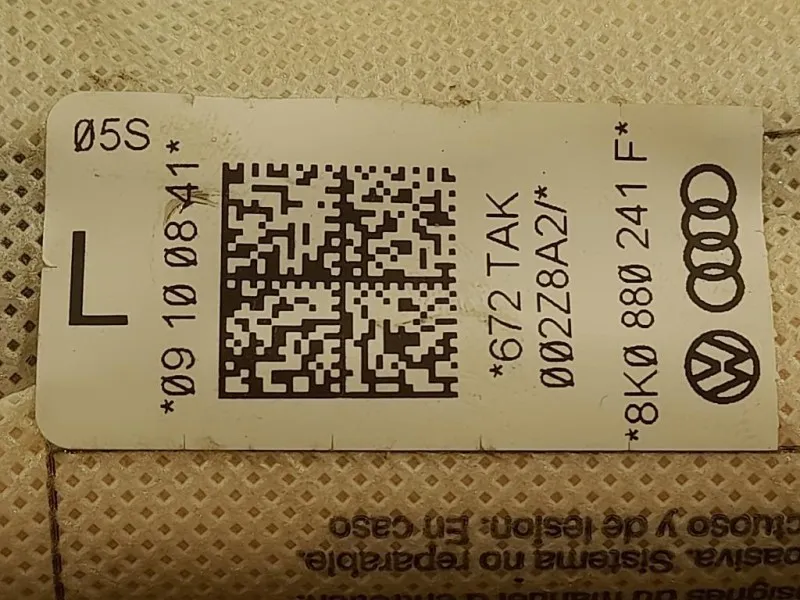 05S
L
*09 10 08 41*
*672 TAK
002Z8A2/*
*8K0 880 241 F*
ctuoso y de lesion: En caso
pasiva. Sistema no reparable.